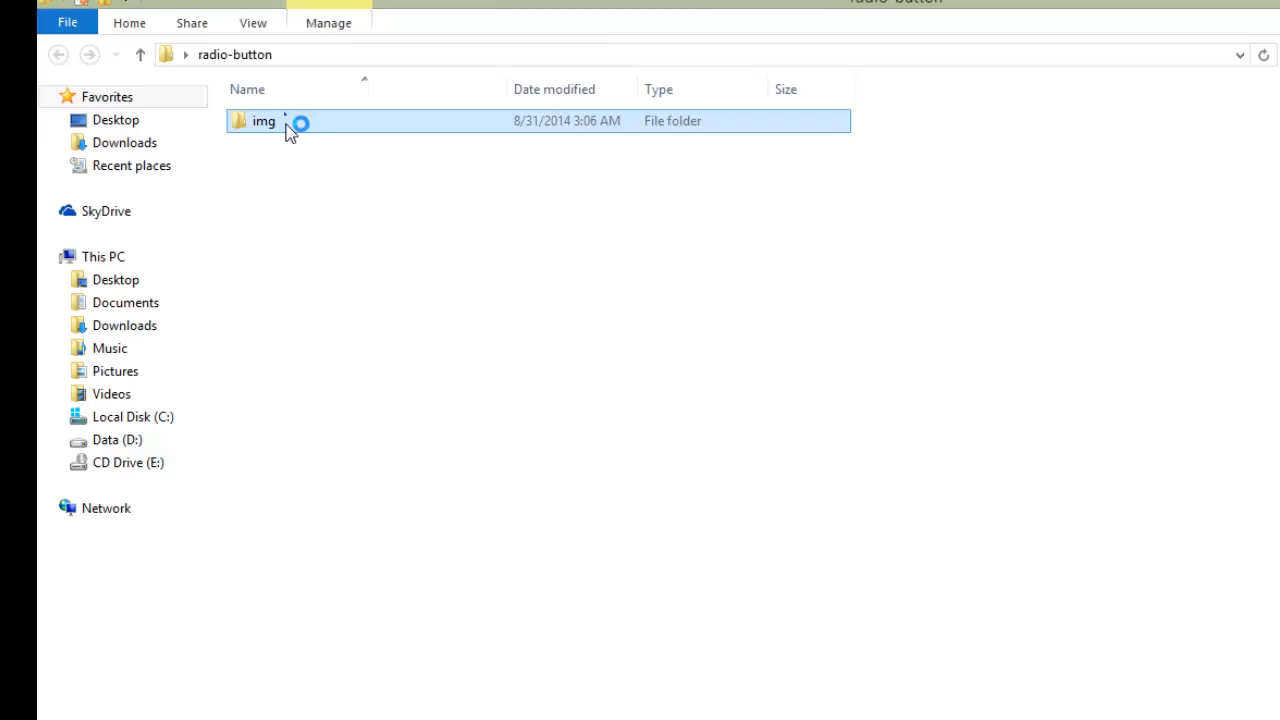 radio-button
File Home Share View Manage
radio-button
Name Date modified Type Size
img 8/31/2014 3:06 AM File folder
Favorites
Desktop
Downloads
Recent places
SkyDrive
This PC
Desktop
Documents
Downloads
Music
Pictures
Videos
Local Disk (C:)
Data (D:)
CD Drive (E:)
Network